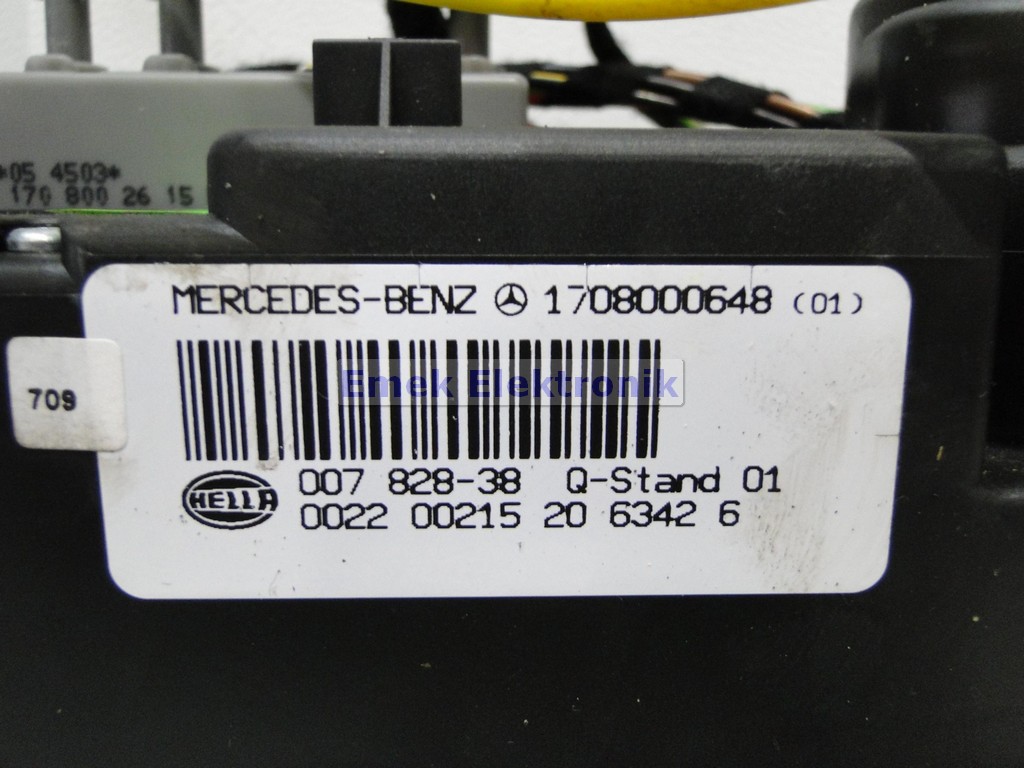 *05 4503*
170 800 26 15
MERCEDES-BENZ 1708000648 (01)
709
Emek Elektronik
HELLA 007 828-38 Q-Stand 01
0022 00215 20 6342 6